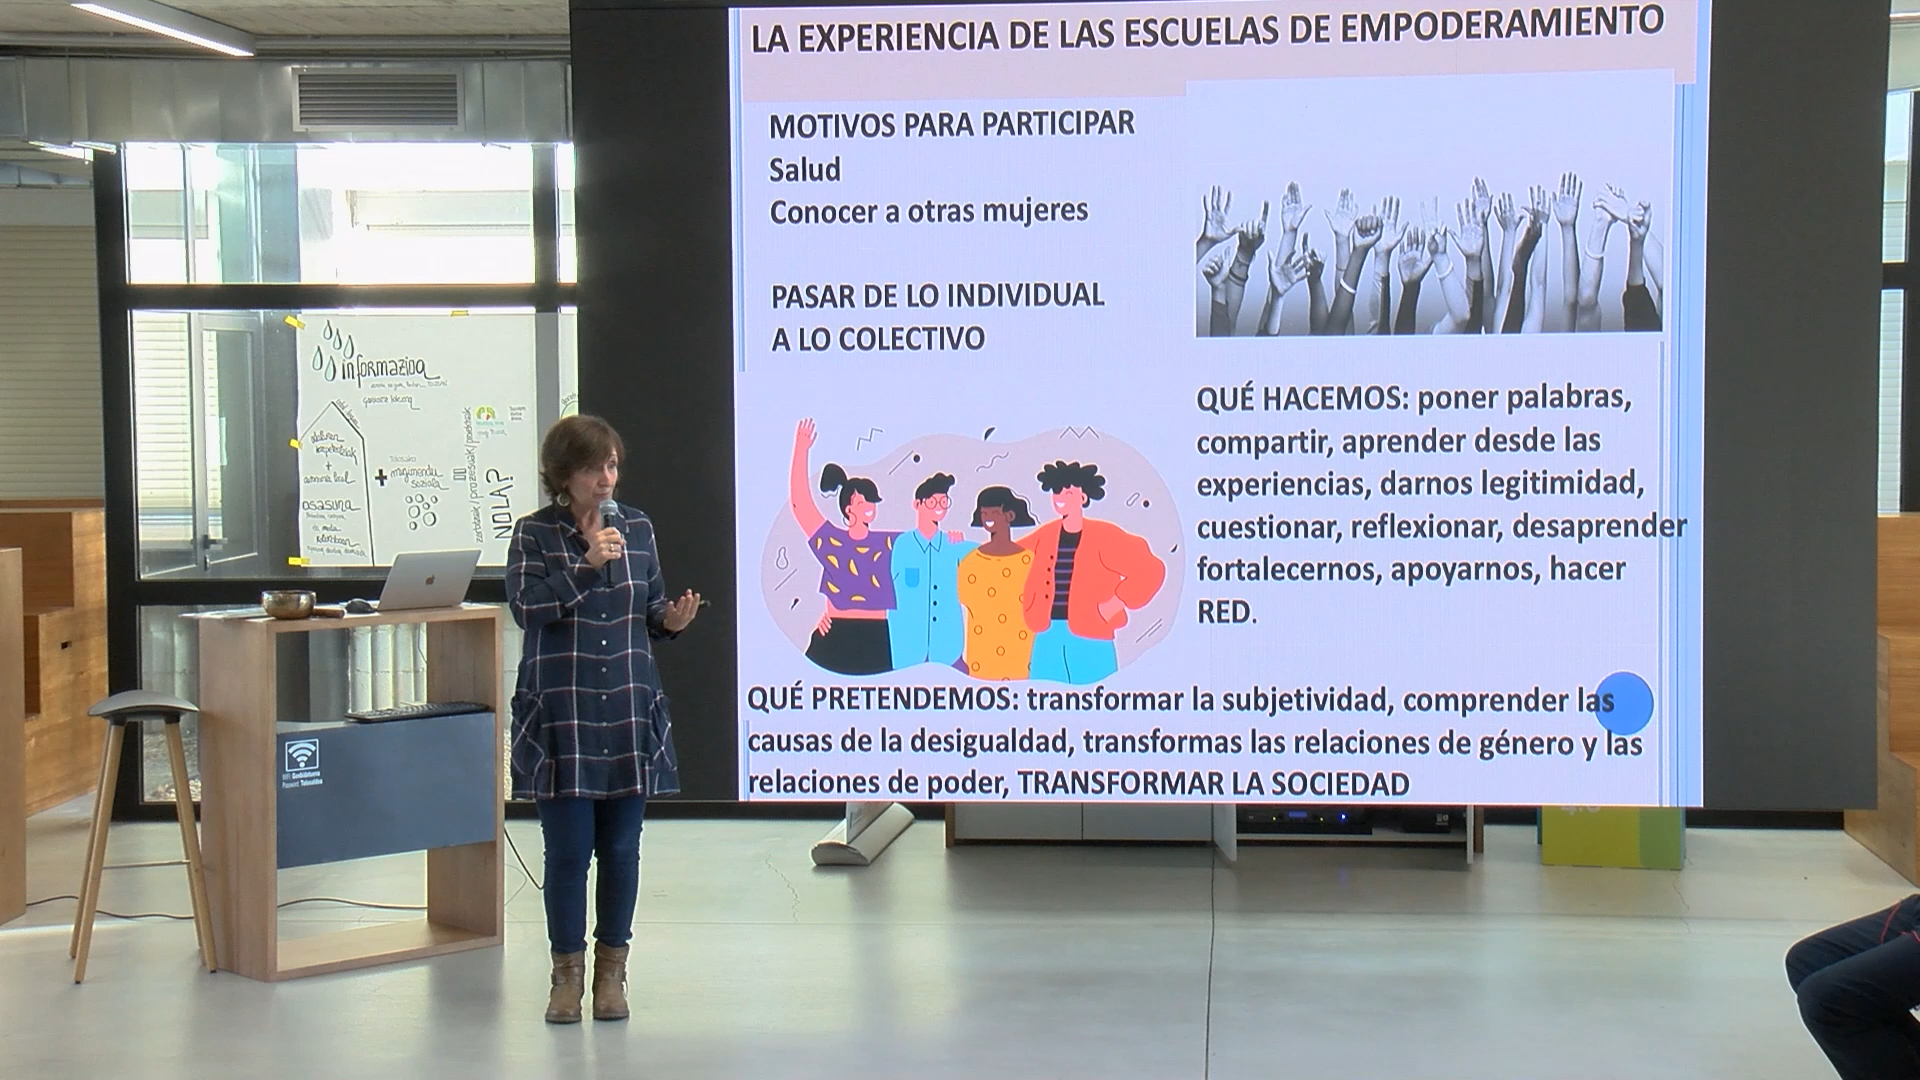 LA EXPERIENCIA DE LAS ESCUELAS DE EMPODERAMIENTO
MOTIVOS PARA PARTICIPAR
Salud
Conocer a otras mujeres
PASAR DE LO INDIVIDUAL
A LO COLECTIVO
QUÉ HACEMOS: poner palabras,
compartir, aprender desde las
experiencias, darnos legitimidad,
cuestionar, reflexionar, desaprender
fortalecernos, apoyarnos, hacer
RED.
QUÉ PRETENDEMOS: transformar la subjetividad, comprender las
causas de la desigualdad, transformas las relaciones de género y las
relaciones de poder, TRANSFORMAR LA SOCIEDAD
informazioa
+
osasuna
+ mugimendu
soziala
NOLA?